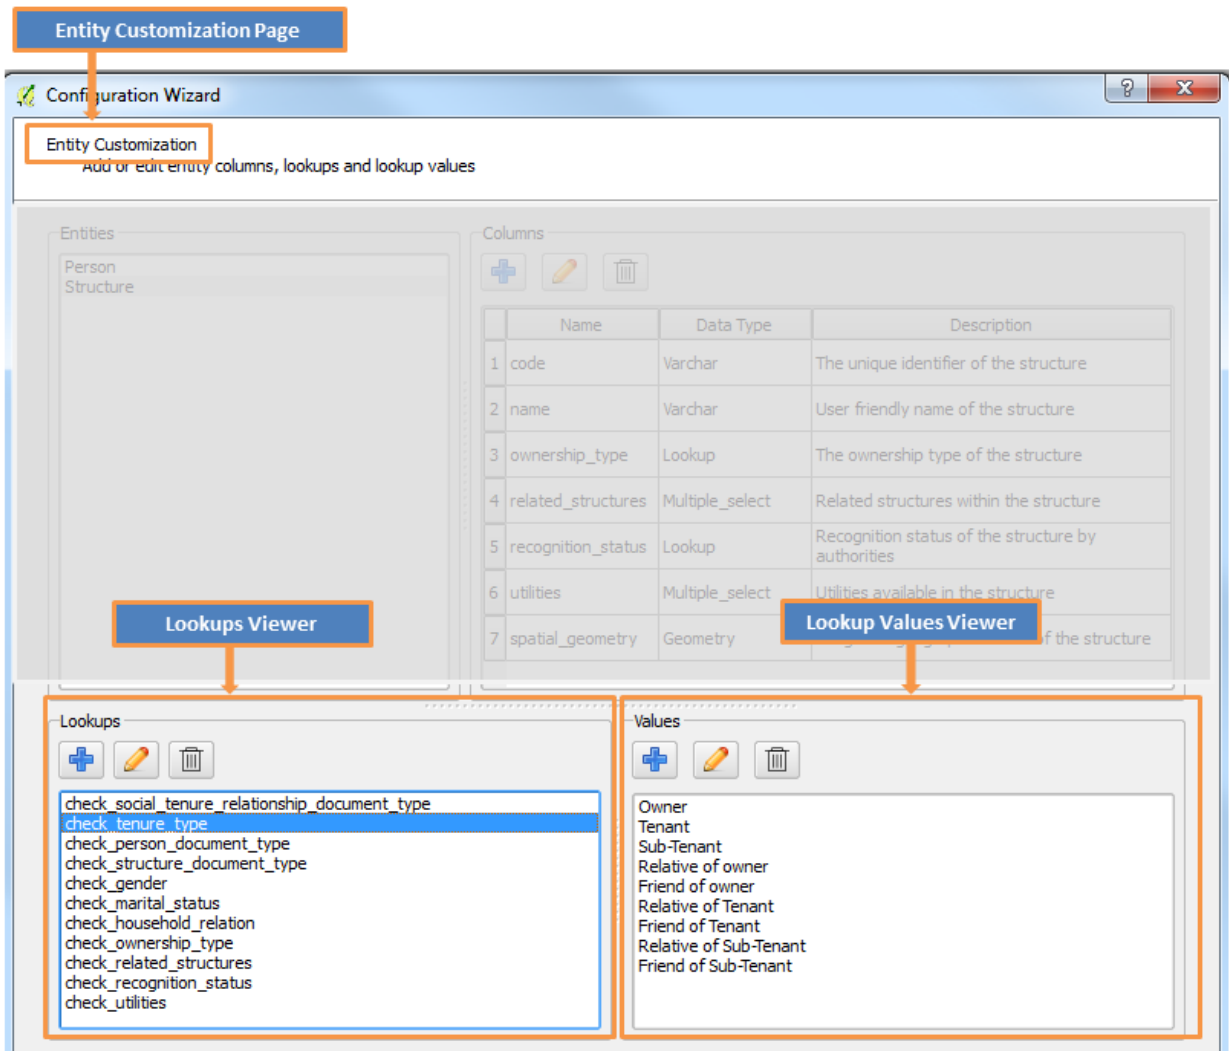 Entity Customization Page
Configuration Wizard
?
X
Entity Customization
Add or edit entity columns, lookups and lookup values
Entities
Person
Structure
Columns
Name Data Type Description
1 code Varchar The unique identifier of the structure
2 name Varchar User friendly name of the structure
3 ownership_type Lookup The ownership type of the structure
4 related_structures Multiple_select Related structures within the structure
5 recognition_status Lookup Recognition status of the structure by
authorities
6 utilities Multiple_select Utilities available in the structure
7 spatial_geometry Geometry of the structure
Lookups Viewer
Lookup Values Viewer
Lookups
check_social_tenure_relationship_document_type
check_tenure_type
check_person_document_type
check_structure_document_type
check_gender
check_marital_status
check_household_relation
check_ownership_type
check_related_structures
check_recognition_status
check_utilities
Values
Owner
Tenant
Sub-Tenant
Relative of owner
Friend of owner
Relative of Tenant
Friend of Tenant
Relative of Sub-Tenant
Friend of Sub-Tenant